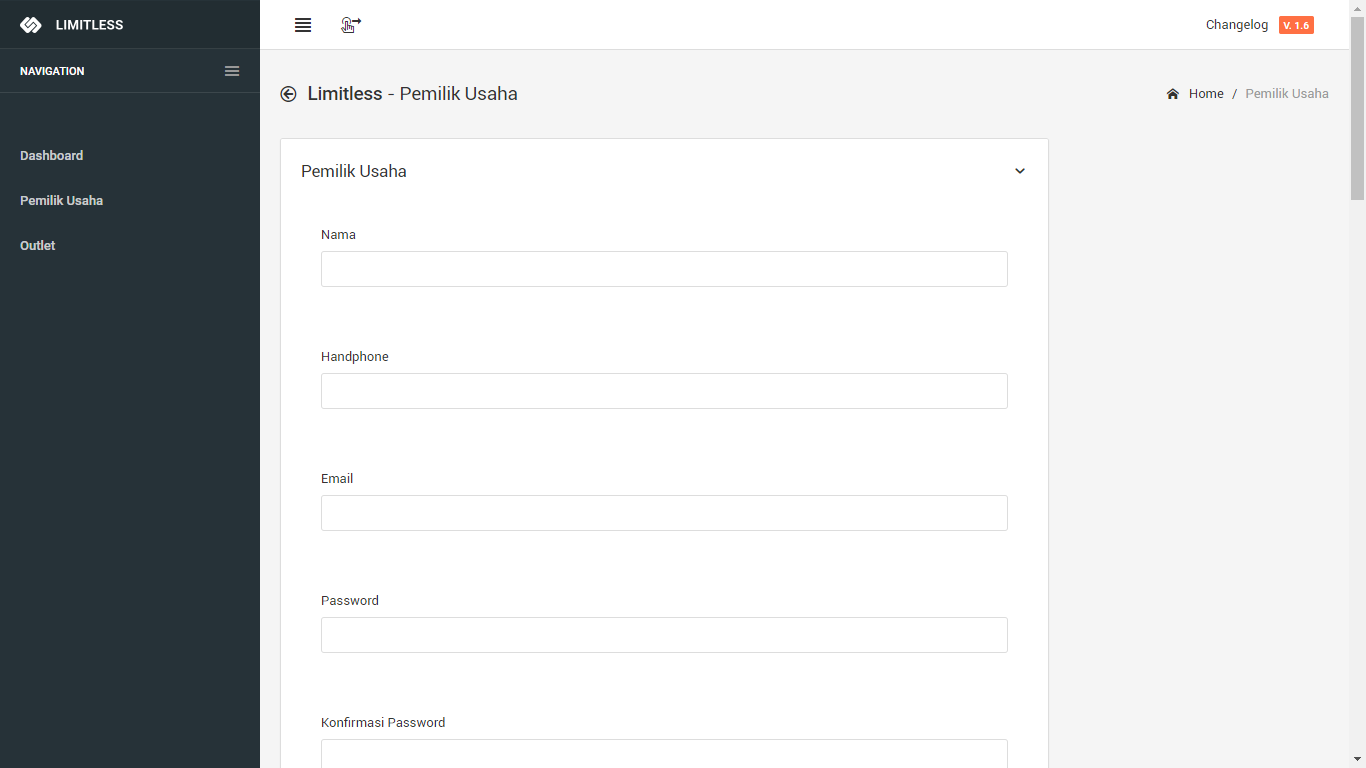 LIMITLESS
Changelog V. 1.6
NAVIGATION
Limitless - Pemilik Usaha
Home / Pemilik Usaha
Dashboard
Pemilik Usaha
Outlet
Pemilik Usaha
Nama
Handphone
Email
Password
Konfirmasi Password